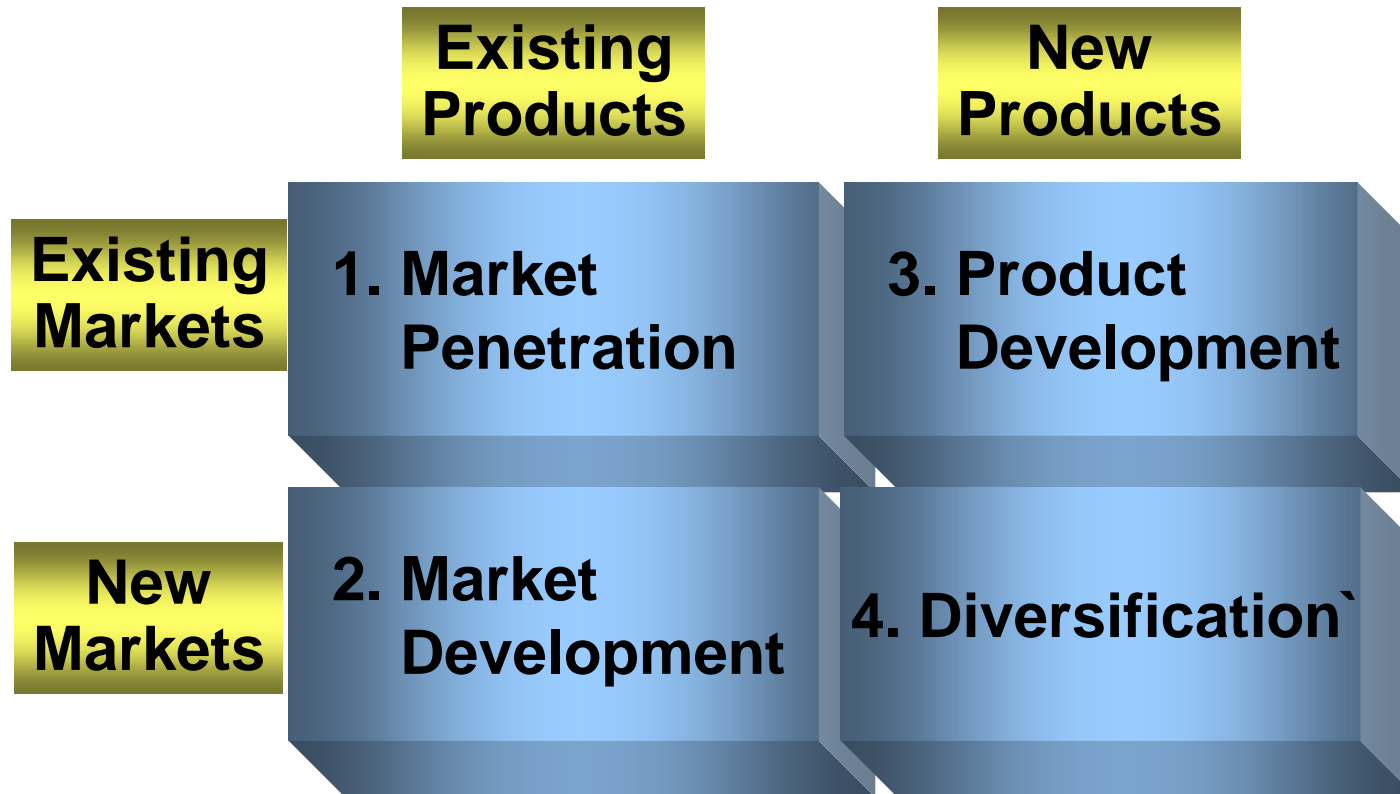 Existing
Products
New
Products
Existing
Markets
1. Market
Penetration
3. Product
Development
New
Markets
2. Market
Development
4. Diversification`